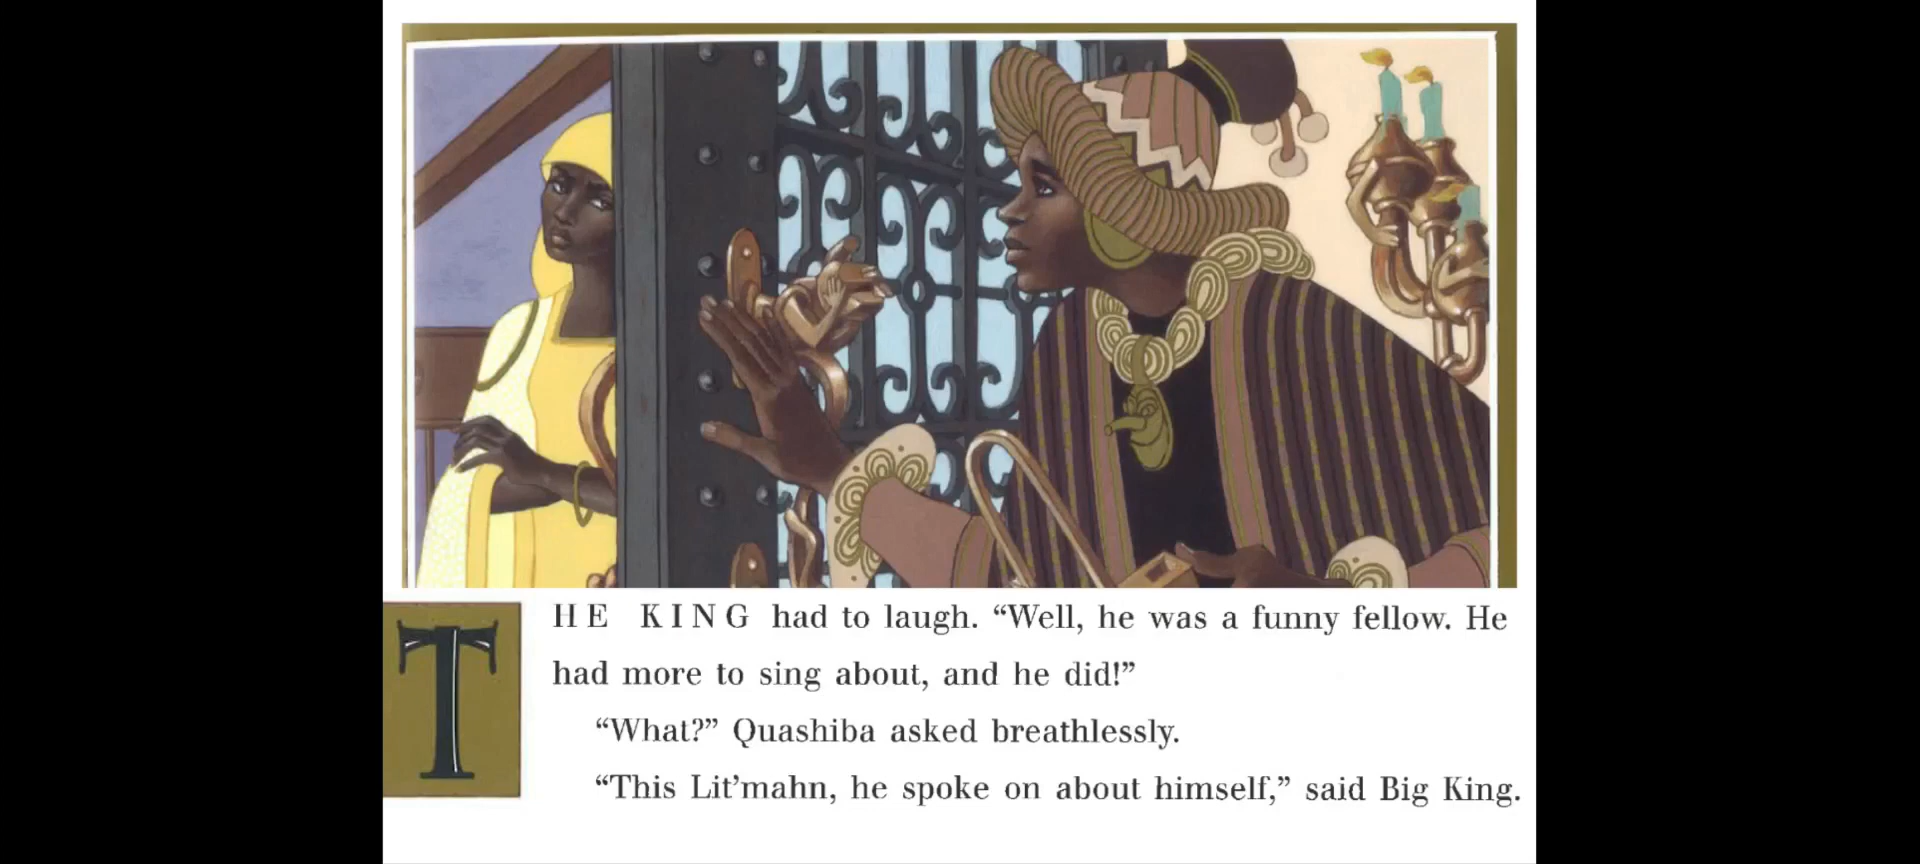 THE KING had to laugh. “Well, he was a funny fellow. He
had more to sing about, and he did!”
“What?” Quashiba asked breathlessly.
“This Lit’mahn, he spoke on about himself,” said Big King.